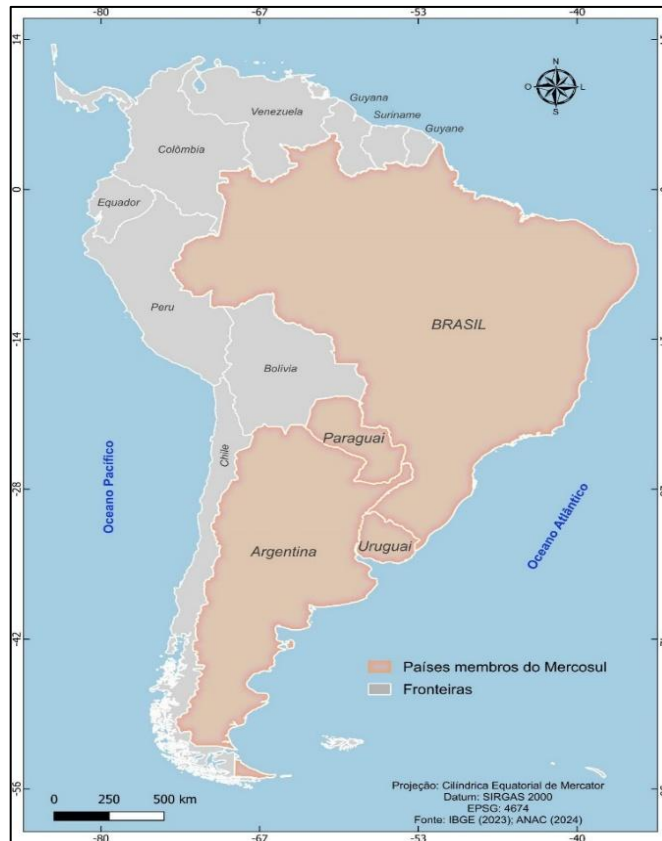 -80
-67
-53
-40
-14
N
O
L
S
Guyana
Venezuela
Suriname
Guyane
Colômbia
0
Equador
Peru
BRASIL
-14
Bolívia
Paraguai
Chile
Oceano Pacífico
-28
Oceano Atlântico
Argentina
Uruguai
-42
Países membros do Mercosul
Fronteiras
-56
Projeção: Cilíndrica Equatorial de Mercator
Datum: SIRGAS 2000
EPSG: 4674
Fonte: IBGE (2023); ANAC (2024)
0 250 500 km
-80
-67
-53
-40